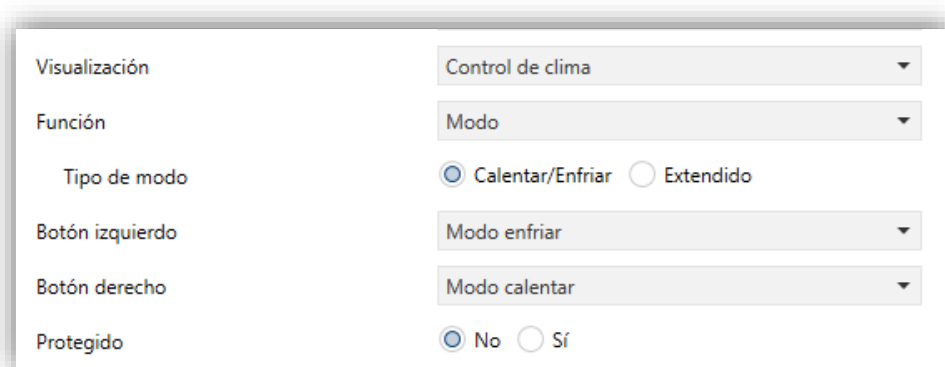 Visualización Control de clima
Función Modo
Tipo de modo Calentar/Enfriar Extendido
Botón izquierdo Modo enfriar
Botón derecho Modo calentar
Protegido No Sí